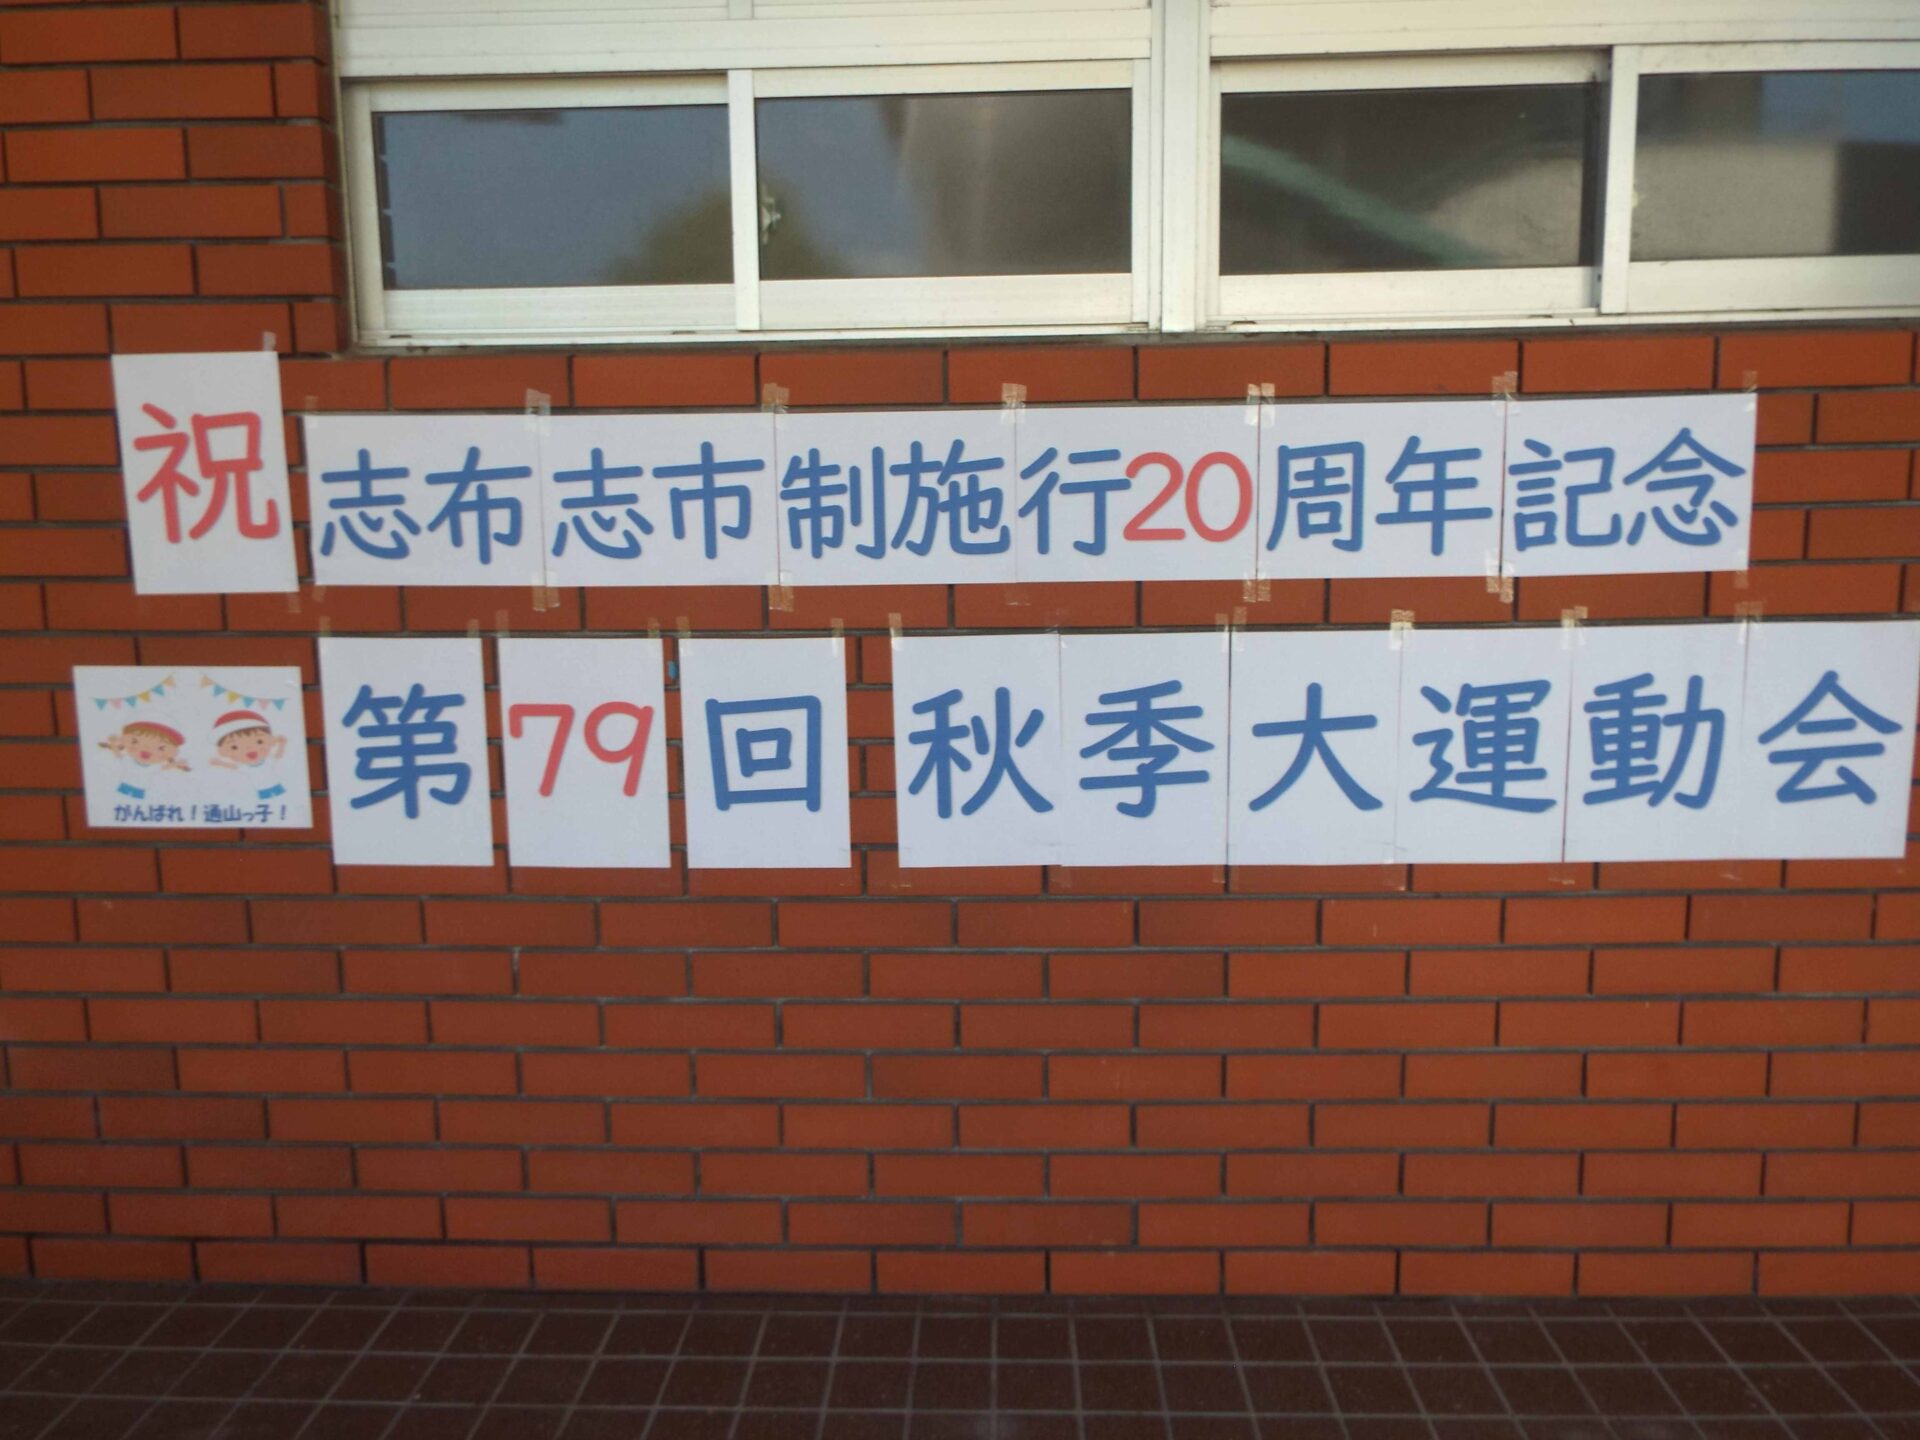 祝 志布志市制施行20周年記念
第79回 秋季大運動会
がんばれ！通山っ子！